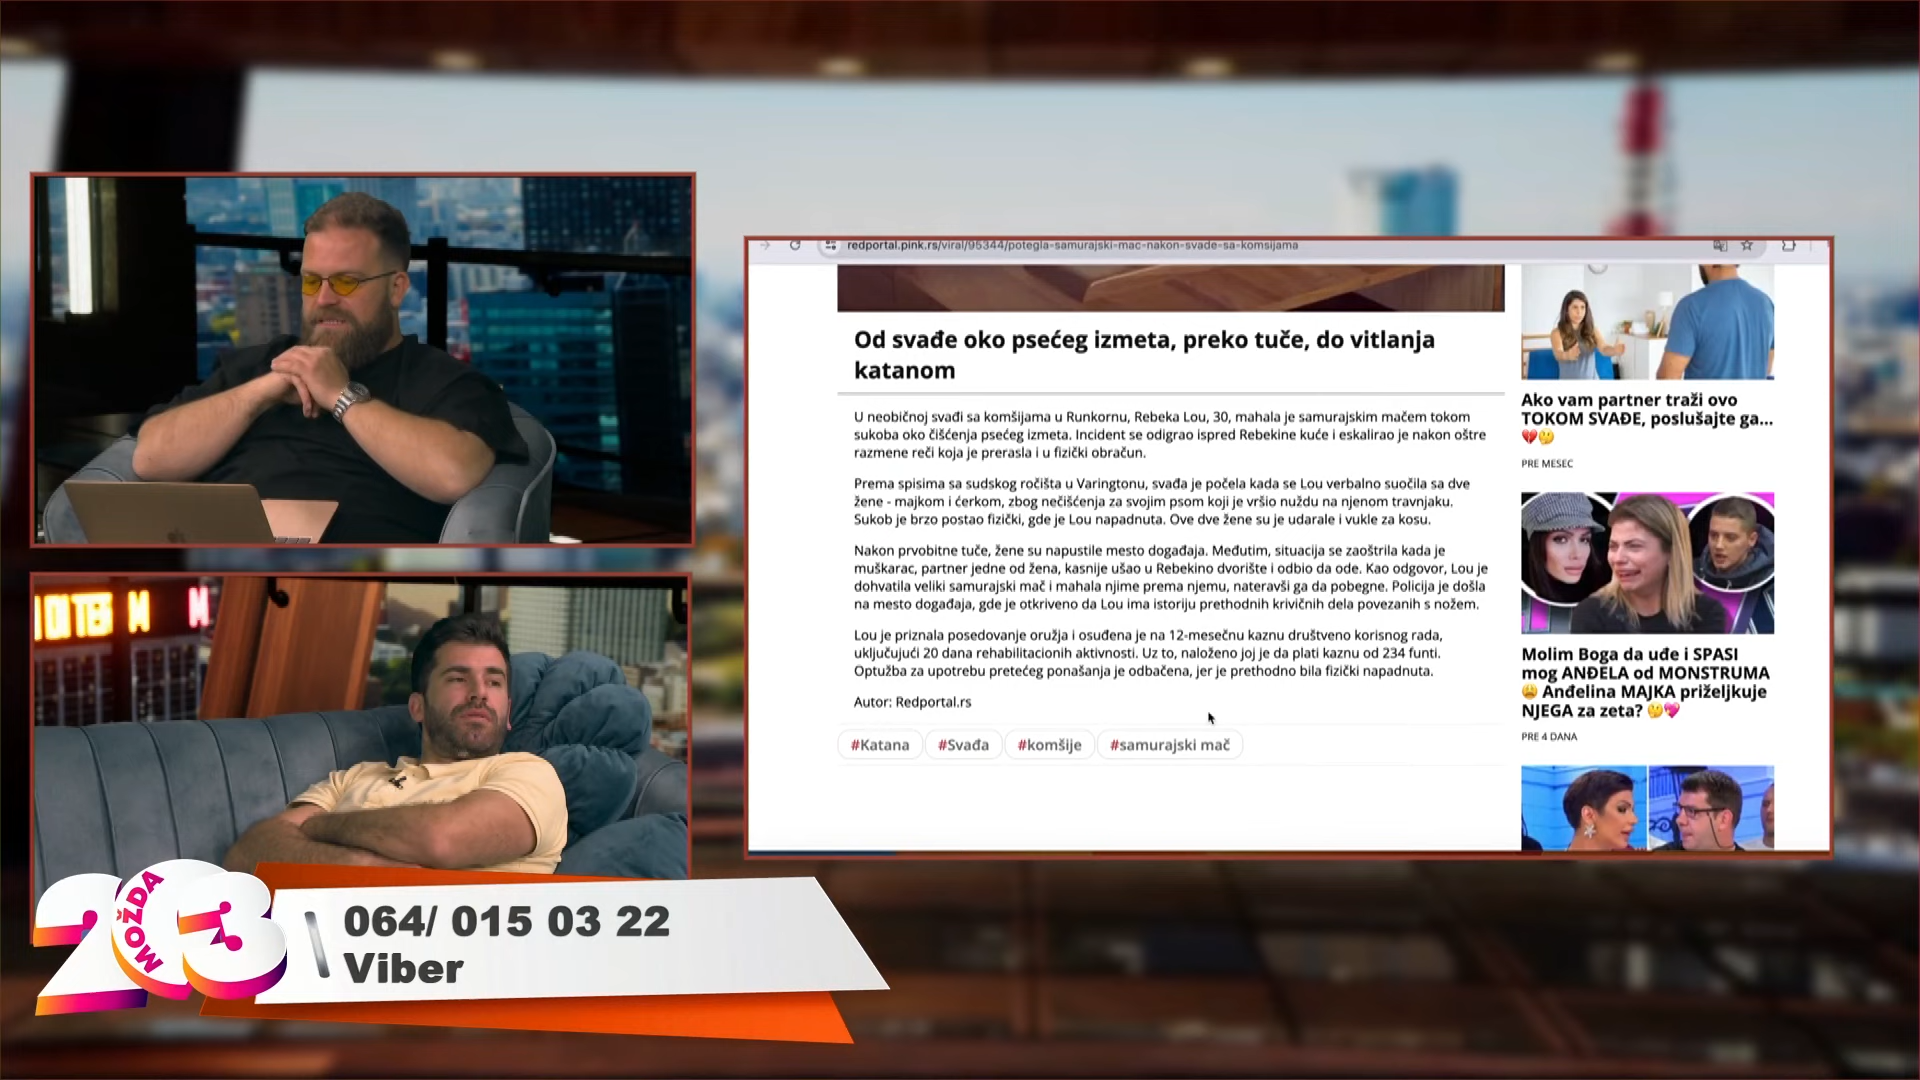 redportal.pink.rs/viral/95344/potegla-samurajski-mac-nakon-svade-sa-komsijama
Od svađe oko psećeg izmeta, preko tuče, do vitlanja
katanom
U neobičnoj svađi sa komšijama u Runkornu, Rebeka Lou, 30, mahala je samurajskim mačem tokom
sukoba oko čišćenja psećeg izmeta. Incident se odigrao ispred Rebekine kuće i eskalirao je nakon oštre
razmene reči koja je prerasla i u fizički obračun.
Prema spisima sa sudskog ročišta u Varingtonu, svađa je počela kada se Lou verbalno suočila sa dve
žene - majkom i ćerkom, zbog nečišćenja za svojim psom koji je vršio nuždu na njenom travnjaku.
Sukob je brzo postao fizički, gde je Lou napadnuta. Ove dve žene su je udarale i vukle za kosu.
Nakon prvobitne tuče, žene su napustile mesto događaja. Međutim, situacija se zaoštrila kada je
muškarac, partner jedne od žena, kasnije ušao u Rebekino dvorište i odbio da ode. Kao odgovor, Lou je
dohvatila veliki samurajski mač i mahala njime prema njemu, nateravši ga da pobegne. Policija je došla
na mesto događaja, gde je otkriveno da Lou ima istoriju prethodnih krivičnih dela povezanih s nožem.
Lou je priznala posedovanje oružja i osuđena je na 12-mesečnu kaznu društveno korisnog rada,
uključujući 20 dana rehabilitacionih aktivnosti. Uz to, naloženo joj je da plati kaznu od 234 funti.
Optužba za upotrebu pretećeg ponašanja je odbačena, jer je prethodno bila fizički napadnuta.
Autor: Redportal.rs
#Katana #Svađa #komšije #samurajski mač
Ako vam partner traži ovo
TOKOM SVAĐE, poslušajte ga...
💔🤔
PRE MESEC
Molim Boga da uđe i SPASI
mog ANĐELA od MONSTRUMA
😩 Anđelina MAJKA priželjkuje
NJEGA za zeta? 🤔💖
PRE 4 DANA
M M
2 MOŽDA 3
064/ 015 03 22
Viber